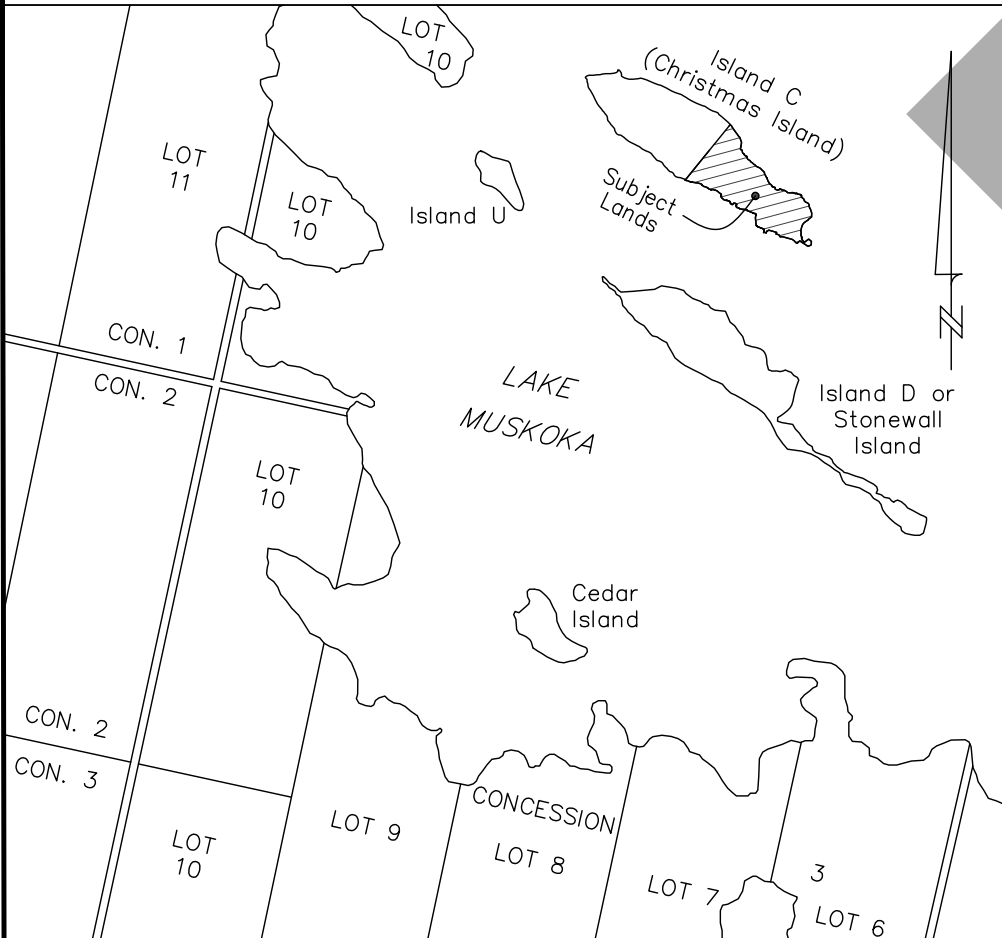 LOT
10
Island C
(Christmas Island)
LOT
11
LOT
10
Island U
Subject
Lands
N
CON. 1
CON. 2
LAKE
MUSKOKA
Island D or
Stonewall
Island
LOT
10
Cedar
Island
CON. 2
CON. 3
LOT
10
LOT 9
CONCESSION
3
LOT 8
LOT 7
LOT 6